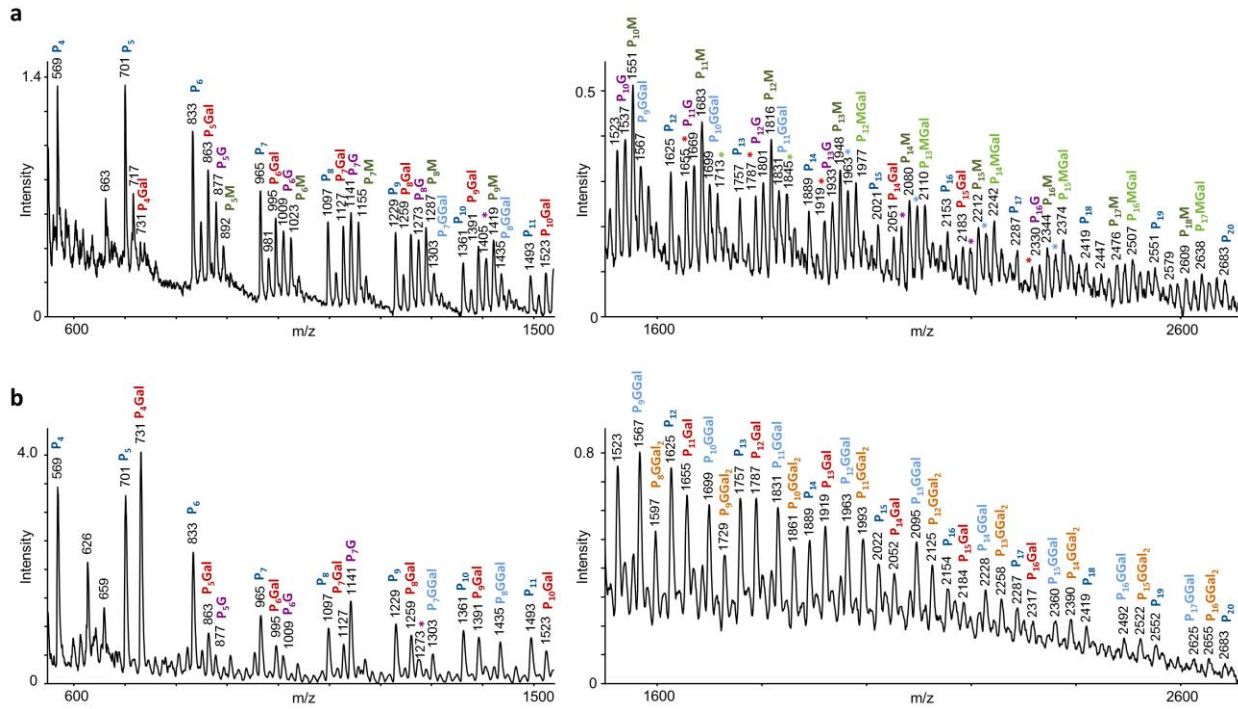 a
Intensity
1.4
0
569 P₄
663
701 P₅
717
731 P₄Gal
833 P₆
863 P₅Gal
877 P₅G
892 P₅M
965 P₇
981
995 P₆Gal
1009 P₆G
1023 P₆M
1097 P₈
1127 P₇Gal
1141 P₇G
1155 P₇M
1229 P₉
1259 P₈Gal
1273 P₈G
1287 P₈M
1303 P₇GGal
1361 P₁₀
1391 P₉Gal
1405 *
1419 P₉M
1435 P₈GGal
1493 P₁₁
1523 P₁₀Gal
600
m/z
1500
Intensity
0.5
0
1523
1537 P₁₀G
1551 P₁₀M
1567 P₉GGal
1625 P₁₂
1655 *
1669 P₁₁G
1683 P₁₁M
1699 P₁₀GGal
1713 *
1757 P₁₃
1787 *
1801 P₁₂G
1816 P₁₂M
1831 P₁₁GGal
1845 *
1889 P₁₄
1919 *
1933 P₁₃G
1948 P₁₃M
1963 *
1977 P₁₂MGal
2021 P₁₅
2051 P₁₄Gal
*
2080 P₁₄M
*
2110 P₁₃MGal
2153 P₁₆
2183 P₁₅Gal
*
2212 P₁₅M
*
2242 P₁₄MGal
2287 P₁₇
*
2330 P₁₆G
2344 P₁₆M
*
2374 P₁₅MGal
2419 P₁₈
2447
2476 P₁₇M
2507 P₁₆MGal
2551 P₁₉
2579
2609 P₁₈M
2638 P₁₇MGal
2683 P₂₀
1600
m/z
2600
b
Intensity
4.0
0
569 P₄
626
659
701 P₅
731 P₄Gal
833 P₆
863 P₅Gal
877 P₅G
965 P₇
995 P₆Gal
1009 P₆G
1097 P₈
1127 P₇Gal
1141 P₇G
1229 P₉
1259 P₈Gal
1273 *
1303 P₇GGal
1361 P₁₀
1391 P₉Gal
1435 P₈GGal
1493 P₁₁
1523 P₁₀Gal
600
m/z
1500
Intensity
0.8
0
1523
1567 P₉GGal
1597 P₈GGal₂
1625 P₁₂
1655 P₁₁Gal
1699 P₁₀GGal
1729 P₉GGal₂
1757 P₁₃
1787 P₁₂Gal
1831 P₁₁GGal
1861 P₁₀GGal₂
1889 P₁₄
1919 P₁₃Gal
1963 P₁₂GGal
1993 P₁₁GGal₂
2022 P₁₅
2052 P₁₄Gal
2095 P₁₃GGal
2125 P₁₂GGal₂
2154 P₁₆
2184 P₁₅Gal
2228 P₁₄GGal
2258 P₁₃GGal₂
2287 P₁₇
2317 P₁₆Gal
2360 P₁₅GGal
2390 P₁₄GGal₂
2419 P₁₈
2492 P₁₆GGal
2522 P₁₅GGal₂
2552 P₁₉
2625 P₁₇GGal
2655 P₁₆GGal₂
2683 P₂₀
1600
m/z
2600